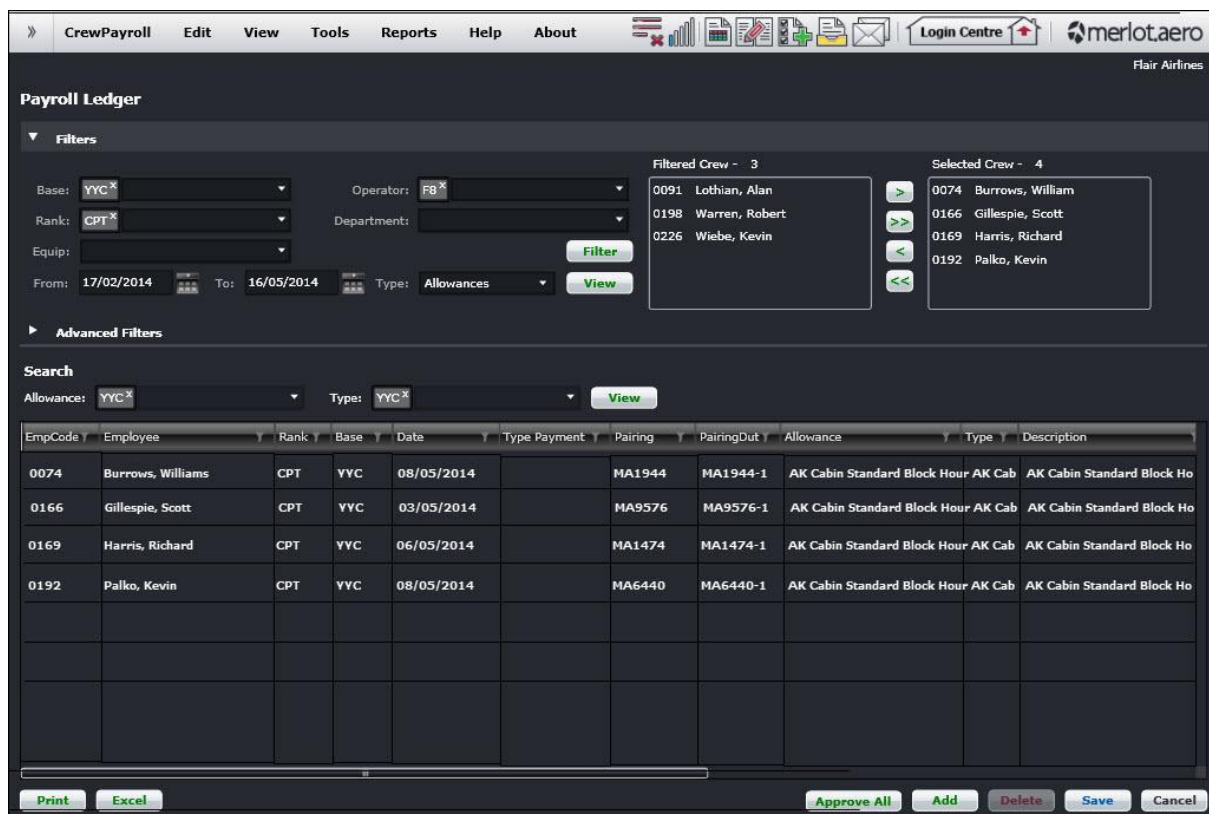 » CrewPayroll Edit View Tools Reports Help About Login Centre merlot.aero
Flair Airlines
Payroll Ledger
Filters
Filtered Crew - 3 Selected Crew - 4
Base: YYC x Operator: F8 x 0091 Lothian, Alan > 0074 Burrows, William
Rank: CPT x Department: 0198 Warren, Robert >> 0166 Gillespie, Scott
Equip: Filter 0226 Wiebe, Kevin < 0169 Harris, Richard
From: 17/02/2014 To: 16/05/2014 Type: Allowances View << 0192 Palko, Kevin
Advanced Filters
Search
Allowance: YYC x Type: YYC x View
EmpCode Employee Rank Base Date Type Payment Pairing PairingDut Allowance Type Description
0074 Burrows, Williams CPT YYC 08/05/2014 MA1944 MA1944-1 AK Cabin Standard Block Hour AK Cab AK Cabin Standard Block Ho
0166 Gillespie, Scott CPT YYC 03/05/2014 MA9576 MA9576-1 AK Cabin Standard Block Hour AK Cab AK Cabin Standard Block Ho
0169 Harris, Richard CPT YYC 06/05/2014 MA1474 MA1474-1 AK Cabin Standard Block Hour AK Cab AK Cabin Standard Block Ho
0192 Palko, Kevin CPT YYC 08/05/2014 MA6440 MA6440-1 AK Cabin Standard Block Hour AK Cab AK Cabin Standard Block Ho
Print Excel Approve All Add Delete Save Cancel